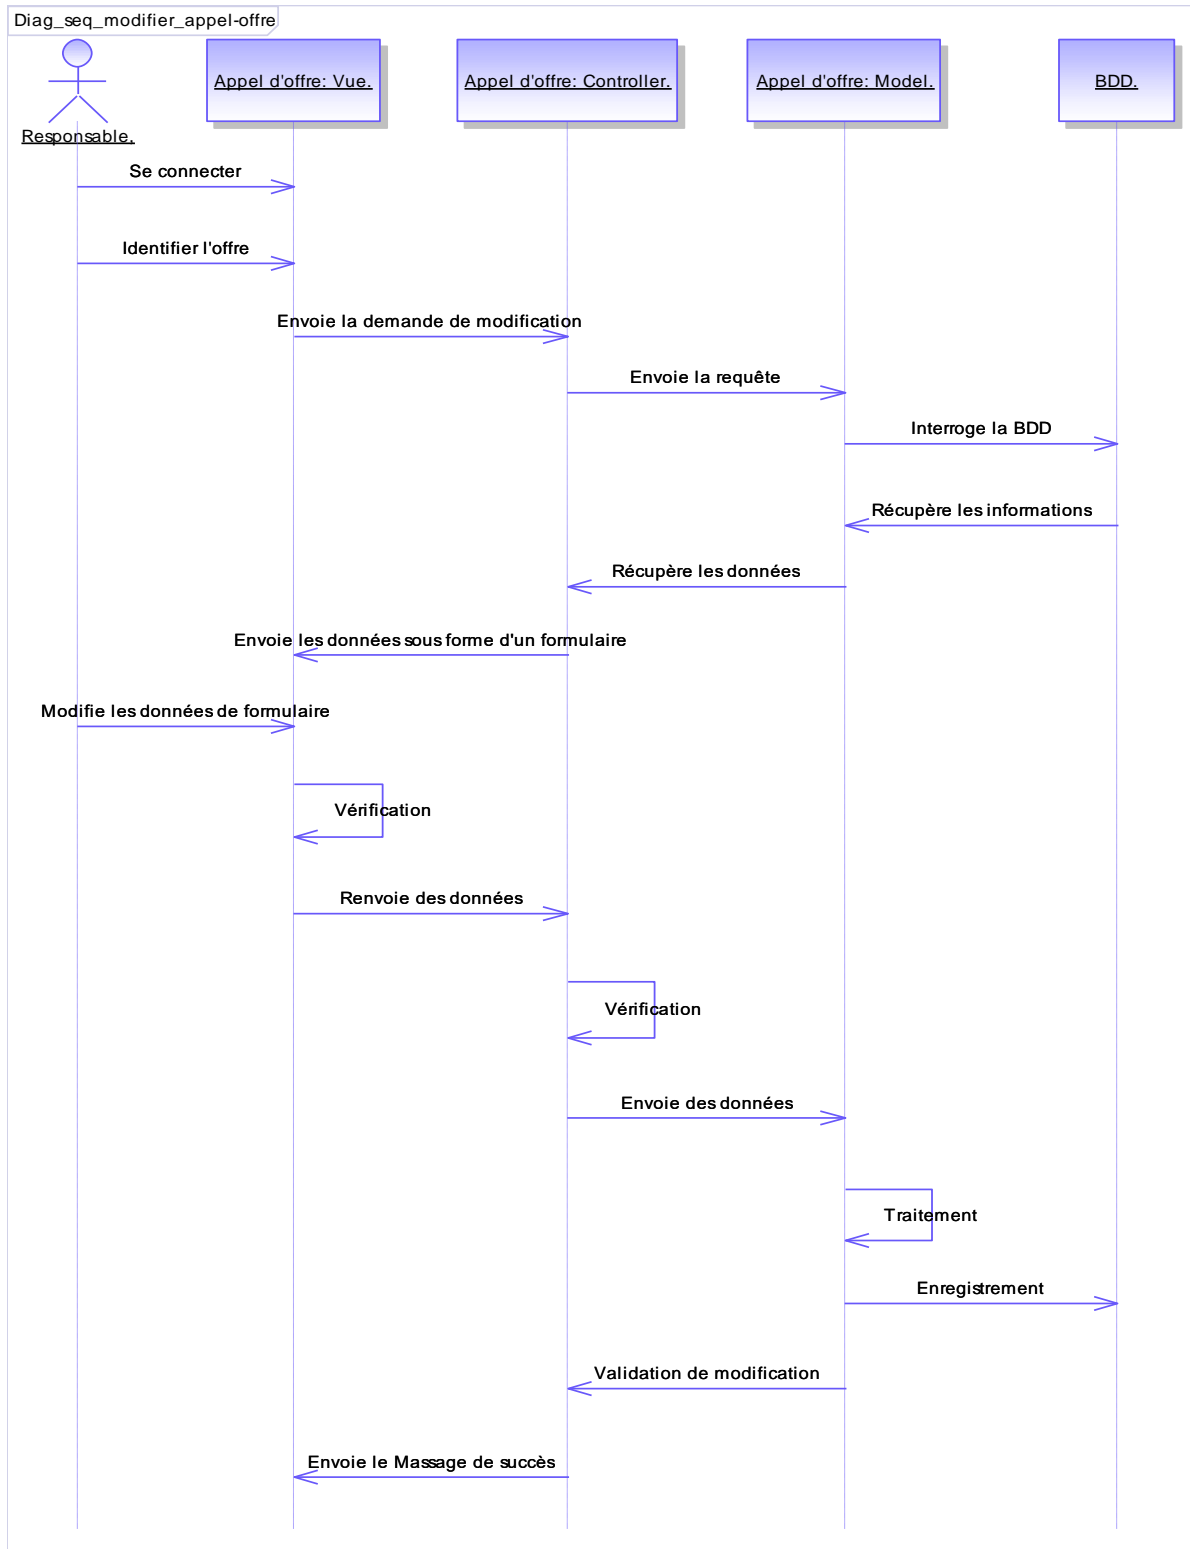 Diag_seq_modifier_appel-offre
Appel d'offre: Vue.
Appel d'offre: Controller.
Appel d'offre: Model.
BDD.
Responsable.
Se connecter
Identifier l'offre
Envoie la demande de modification
Envoie la requête
Interroge la BDD
Récupère les informations
Récupère les données
Envoie les données sous forme d'un formulaire
Modifie les données de formulaire
Vérification
Renvoie des données
Vérification
Envoie des données
Traitement
Enregistrement
Validation de modification
Envoie le Massage de succès